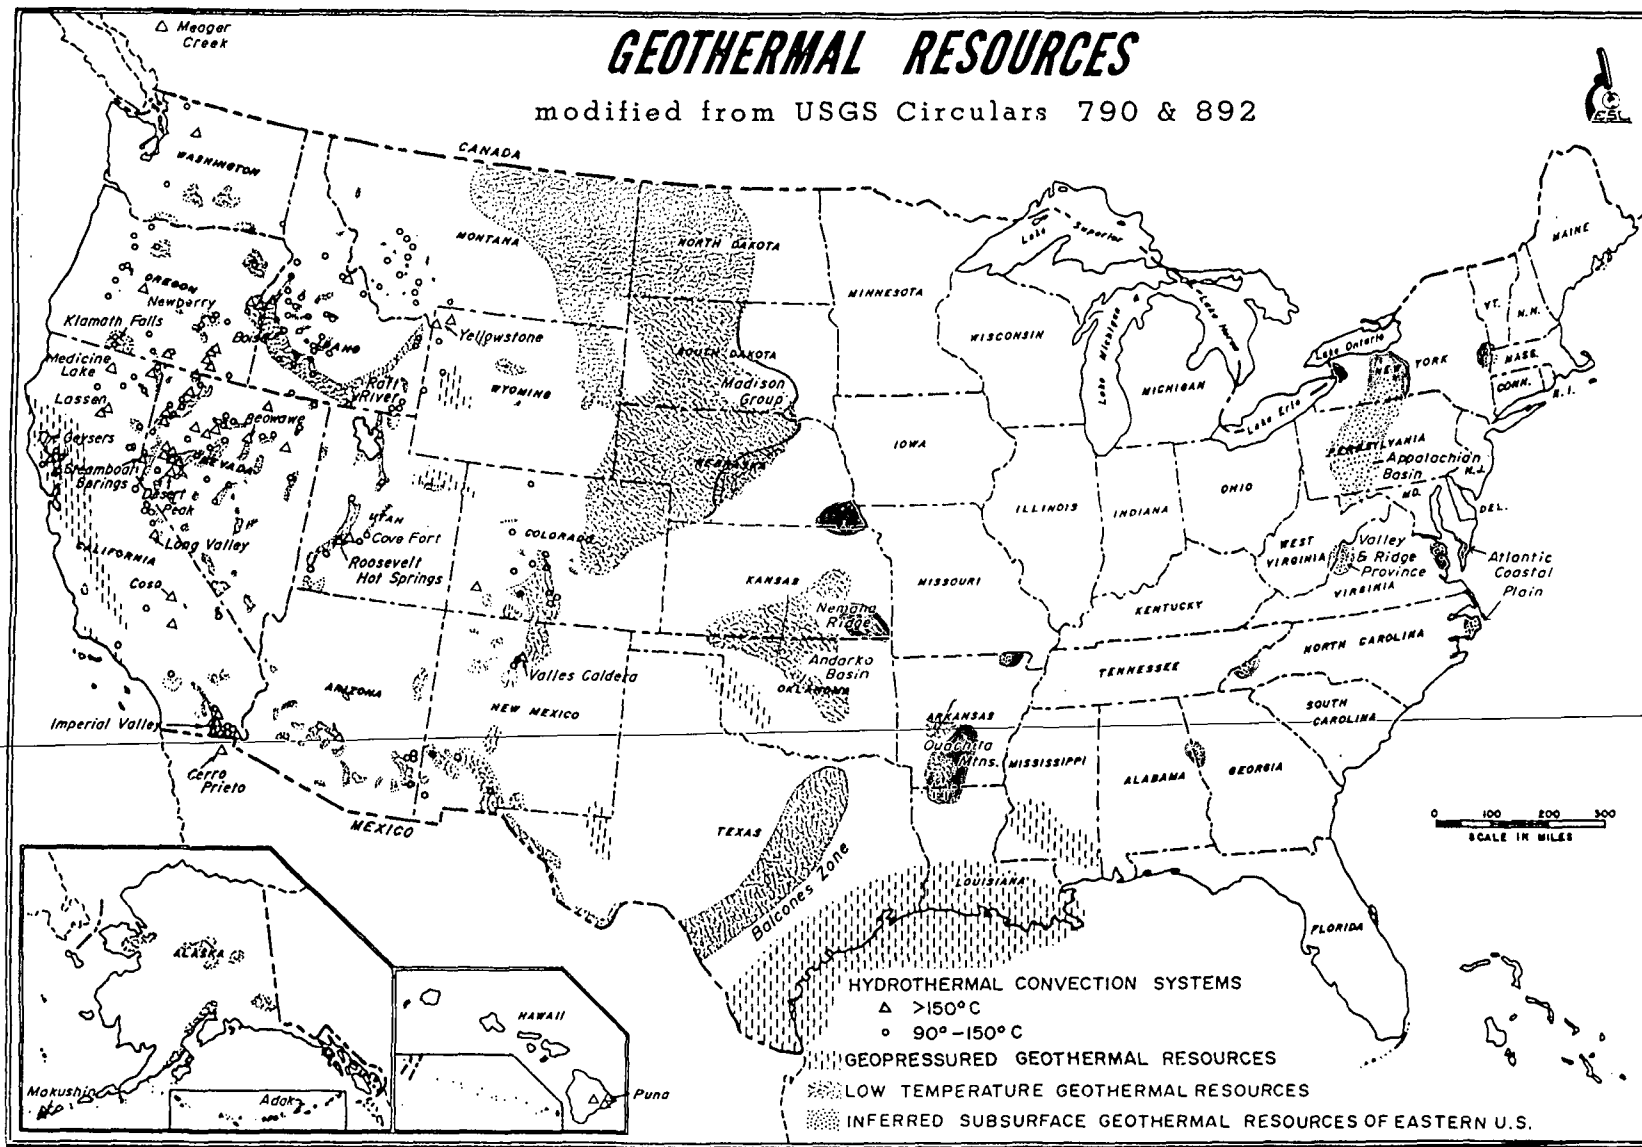 GEOTHERMAL RESOURCES
modified from USGS Circulars 790 & 892
ESL
Meager
Creek
CANADA
WASHINGTON
MONTANA
NORTH DAKOTA
MINNESOTA
Lake Superior
MAINE
VT.
N.H.
OREGON
Newberry
Klamath Falls
Boise
IDAHO
Yellowstone
SOUTH DAKOTA
WISCONSIN
Lake Michigan
Lake Huron
MICHIGAN
Lake Ontario
NEW YORK
MASS.
CONN.
R.I.
Medicine
Lake
Lassen
Raft
River
WYOMING
Madison
Group
Lake Erie
Beowawe
The Geysers
Steamboat
Springs
NEVADA
Desert
Peak
NEBRASKA
IOWA
PENNSYLVANIA
Appalachian
Basin
N.J.
MD.
DEL.
OHIO
INDIANA
ILLINOIS
UTAH
Cove Fort
Roosevelt
Hot Springs
COLORADO
Long Valley
CALIFORNIA
Coso
KANSAS
MISSOURI
WEST
VIRGINIA
Valley
& Ridge
Province
VIRGINIA
Atlantic
Coastal
Plain
Nemaha
Ridge
KENTUCKY
NORTH CAROLINA
TENNESSEE
Andarko
Basin
OKLAHOMA
Valles Caldera
ARIZONA
NEW MEXICO
Imperial Valley
Cerro
Prieto
ARKANSAS
Ouachita
Mtns.
MISSISSIPPI
ALABAMA
GEORGIA
SOUTH
CAROLINA
MEXICO
TEXAS
Balcones Zone
LOUISIANA
FLORIDA
0 100 200 300
SCALE IN MILES
ALASKA
Makushin
Adak
HAWAII
Puna
HYDROTHERMAL CONVECTION SYSTEMS
>150°C
90°-150°C
GEOPRESSURED GEOTHERMAL RESOURCES
LOW TEMPERATURE GEOTHERMAL RESOURCES
INFERRED SUBSURFACE GEOTHERMAL RESOURCES OF EASTERN U.S.